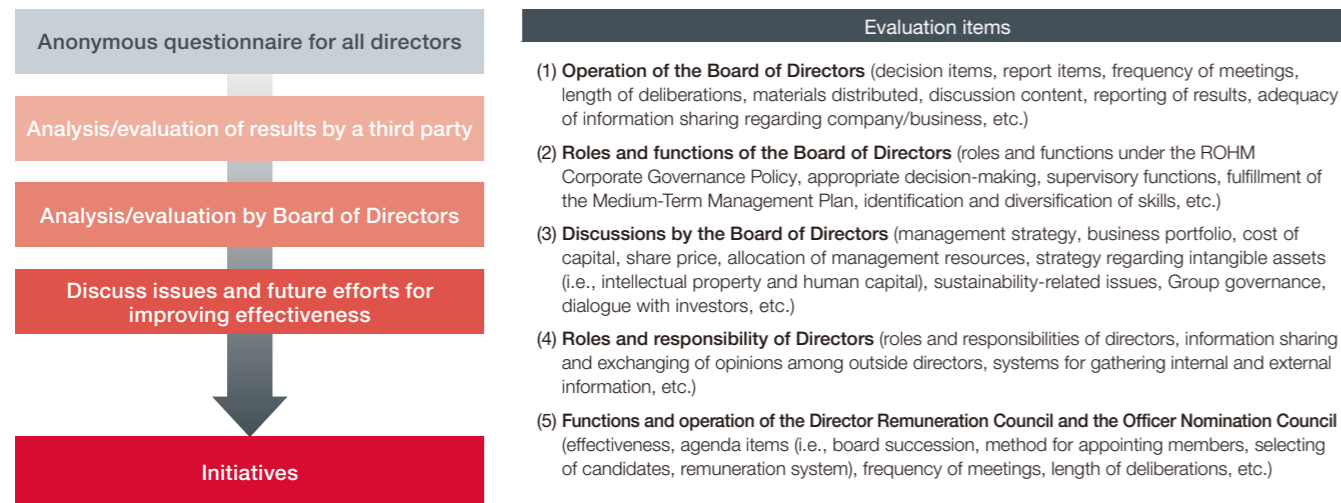 Anonymous questionnaire for all directors
Analysis/evaluation of results by a third party
Analysis/evaluation by Board of Directors
Discuss issues and future efforts for
improving effectiveness
Initiatives
Evaluation items
(1) Operation of the Board of Directors (decision items, report items, frequency of meetings,
length of deliberations, materials distributed, discussion content, reporting of results, adequacy
of information sharing regarding company/business, etc.)
(2) Roles and functions of the Board of Directors (roles and functions under the ROHM
Corporate Governance Policy, appropriate decision-making, supervisory functions, fulfillment of
the Medium-Term Management Plan, identification and diversification of skills, etc.)
(3) Discussions by the Board of Directors (management strategy, business portfolio, cost of
capital, share price, allocation of management resources, strategy regarding intangible assets
(i.e., intellectual property and human capital), sustainability-related issues, Group governance,
dialogue with investors, etc.)
(4) Roles and responsibility of Directors (roles and responsibilities of directors, information sharing
and exchanging of opinions among outside directors, systems for gathering internal and external
information, etc.)
(5) Functions and operation of the Director Remuneration Council and the Officer Nomination Council
(effectiveness, agenda items (i.e., board succession, method for appointing members, selecting
of candidates, remuneration system), frequency of meetings, length of deliberations, etc.)